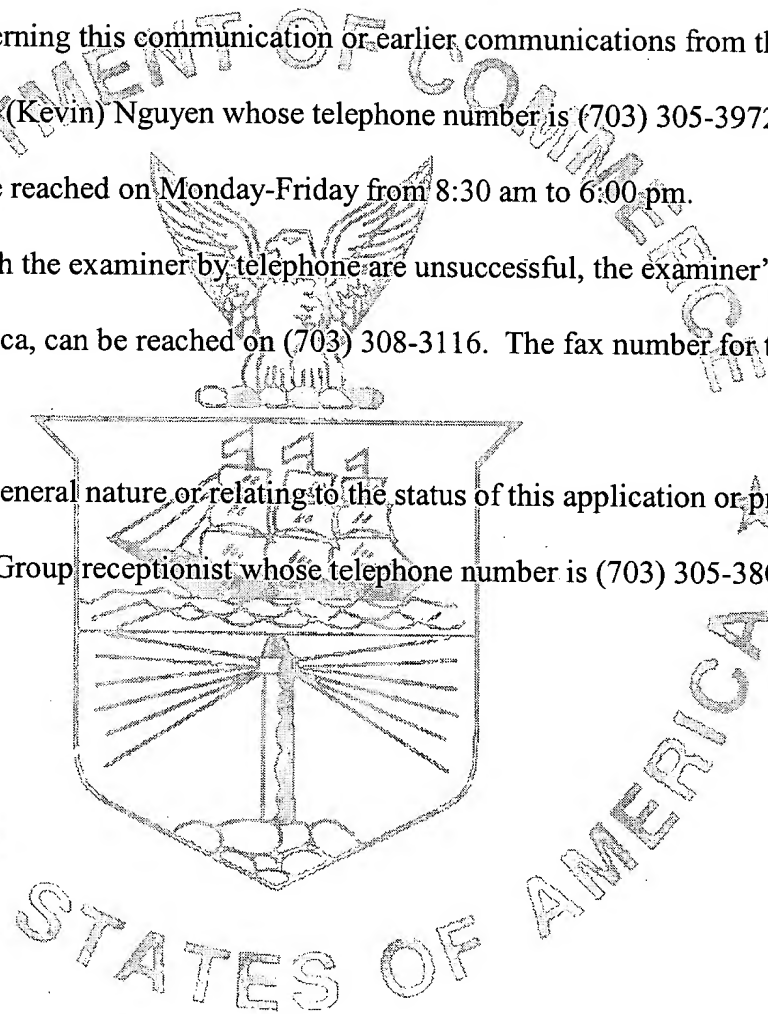 erning this communication or earlier communications from th
(Kevin) Nguyen whose telephone number is (703) 305-3972
reached on Monday-Friday from 8:30 am to 6:00 pm.
h the examiner by telephone are unsuccessful, the examiner'
ca, can be reached on (703) 308-3116. The fax number for t
eneral nature or relating to the status of this application or p
Group receptionist whose telephone number is (703) 305-38
TMENT OF COMMERCE
STATES OF AMERICA